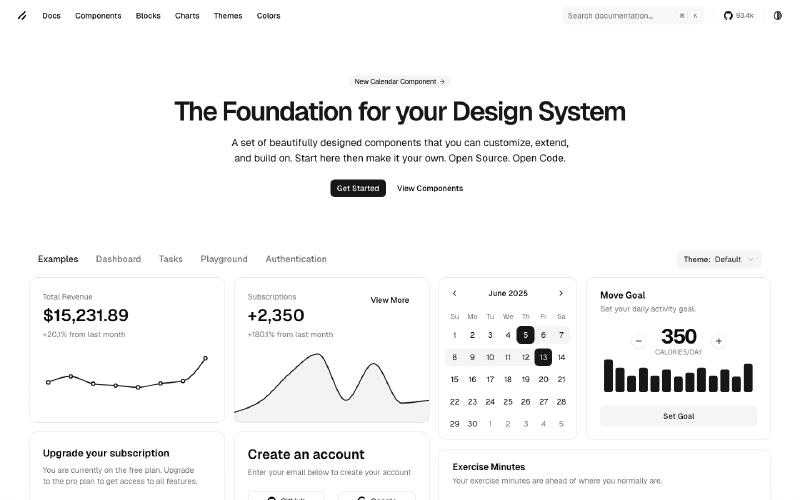 Docs Components Blocks Charts Themes Colors Search documentation... ⌘ K 93.4k
New Calendar Component →
The Foundation for your Design System
A set of beautifully designed components that you can customize, extend,
and build on. Start here then make it your own. Open Source. Open Code.
Get Started View Components
Examples Dashboard Tasks Playground Authentication Theme: Default
Total Revenue
$15,231.89
+20.1% from last month
Subscriptions
+2,350
+180.1% from last month
View More
June 2025
Su Mo Tu We Th Fr Sa
1 2 3 4 5 6 7
8 9 10 11 12 13 14
15 16 17 18 19 20 21
22 23 24 25 26 27 28
29 30 1 2 3 4 5
Move Goal
Set your daily activity goal.
350
CALORIES/DAY
Set Goal
Upgrade your subscription
You are currently on the free plan. Upgrade
to the pro plan to get access to all features.
Create an account
Enter your email below to create your account
GitHub Google
Exercise Minutes
Your exercise minutes are ahead of where you normally are.